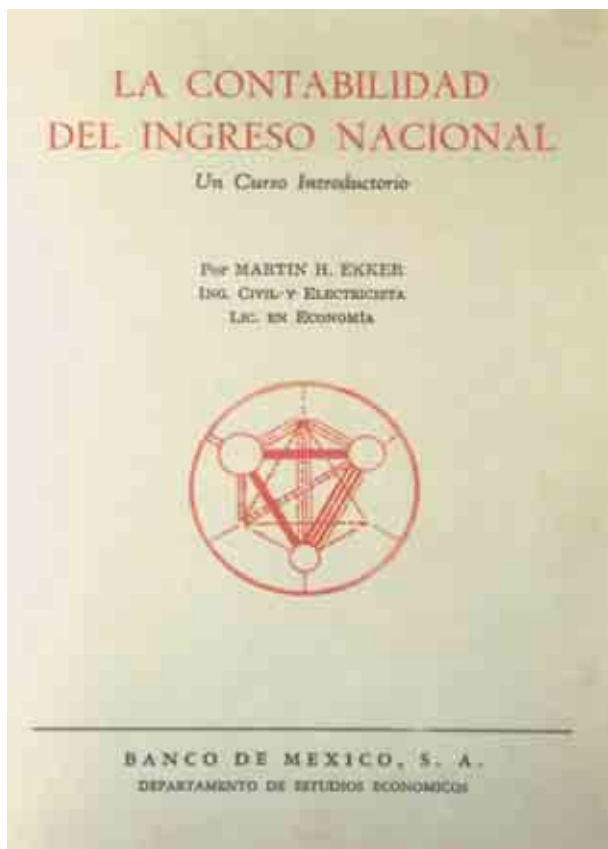 LA CONTABILIDAD
DEL INGRESO NACIONAL
Un Curso Introductorio
Por MARTIN H. EKKER
ING. CIVIL Y ELECTRICISTA
LIC. EN ECONOMÍA
BANCO DE MEXICO, S. A.
DEPARTAMENTO DE ESTUDIOS ECONOMICOS